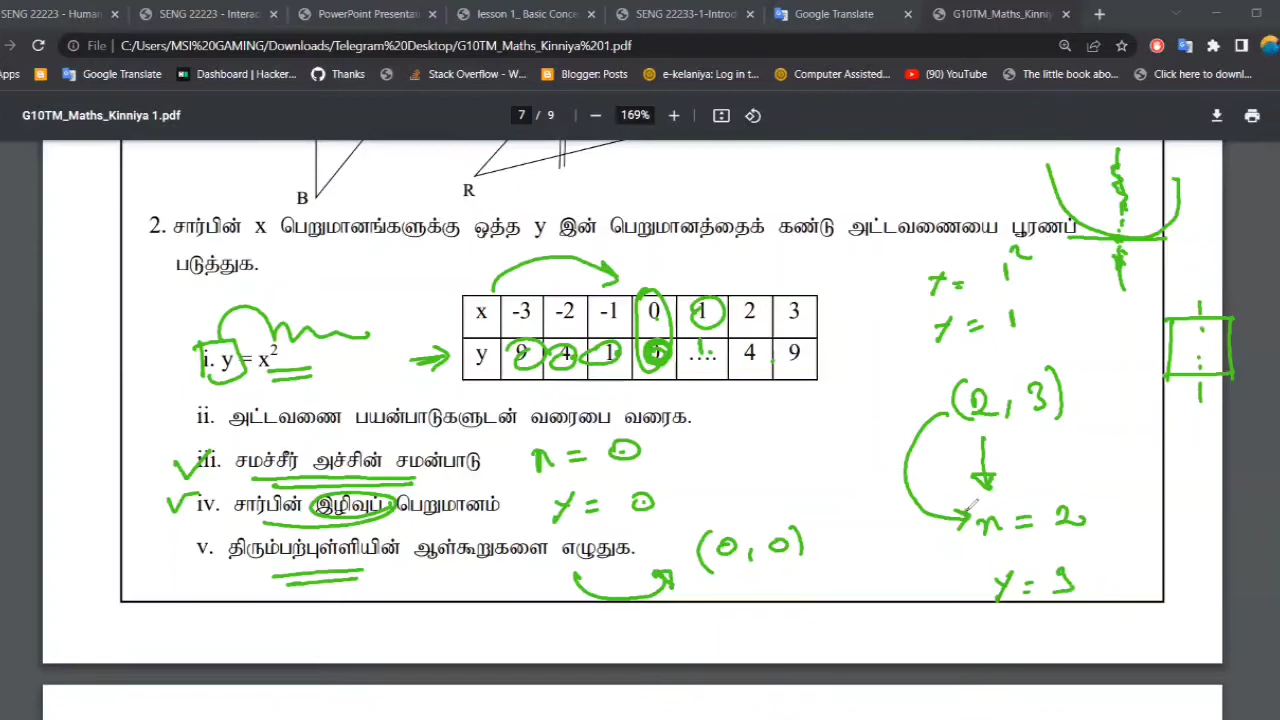 SENG 22223 - Human
SENG 22223 - Interac
PowerPoint Presentat
lesson 1_ Basic Conce
SENG 22233-1-Introd
Google Translate
G10TM_Maths_Kinniy
File C:/Users/MSI%20GAMING/Downloads/Telegram%20Desktop/G10TM_Maths_Kinniya%201.pdf
Apps Google Translate Dashboard | Hacker... Thanks Stack Overflow - W... Blogger: Posts e-kelaniya: Log in t... Computer Assisted... (90) YouTube The little book abo... Click here to downl...
G10TM_Maths_Kinniya 1.pdf 7 / 9 169%
B R
2. சார்பின் x பெறுமானங்களுக்கு ஒத்த y இன் பெறுமானத்தைக் கண்டு அட்டவணையை பூரணப்
படுத்துக.
x -3 -2 -1 0 1 2 3
i. y = x²
y 9 4 1 .... 4 9
y = 1²
y = 1
(2, 3)
ii. அட்டவணை பயன்பாடுகளுடன் வரைபை வரைக.
iii. சமச்சீர் அச்சின் சமன்பாடு x = 0
iv. சார்பின் இழிவுப் பெறுமானம் y = 0
x = 2
v. திரும்பற்புள்ளியின் ஆள்கூறுகளை எழுதுக. (0, 0)
y = 3